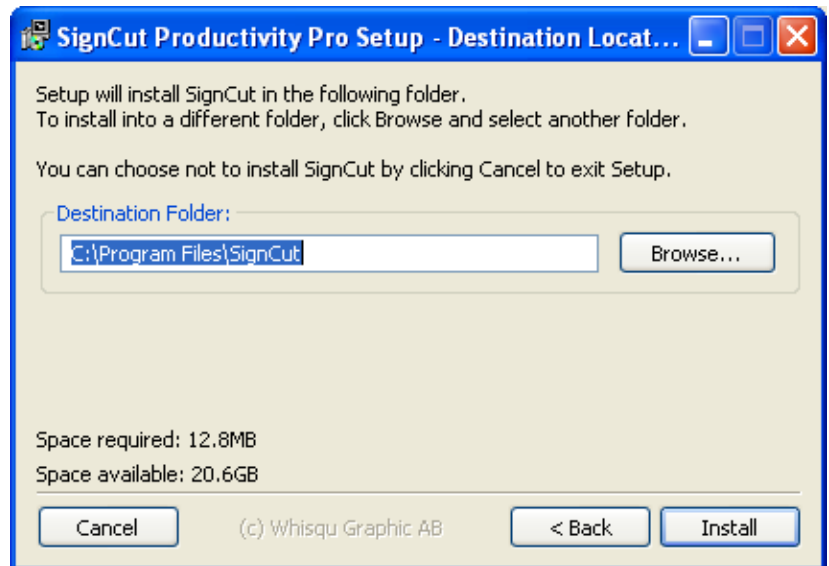 SignCut Productivity Pro Setup - Destination Locat...
Setup will install SignCut in the following folder.
To install into a different folder, click Browse and select another folder.
You can choose not to install SignCut by clicking Cancel to exit Setup.
Destination Folder:
C:\Program Files\SignCut
Browse...
Space required: 12.8MB
Space available: 20.6GB
Cancel
(c) Whisqu Graphic AB
< Back
Install